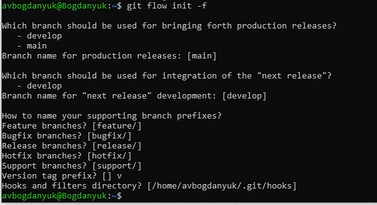 avbogdanyuk@Bogdanyuk:~$ git flow init -f
Which branch should be used for bringing forth production releases?
- develop
- main
Branch name for production releases: [main]
Which branch should be used for integration of the "next release"?
- develop
Branch name for "next release" development: [develop]
How to name your supporting branch prefixes?
Feature branches? [feature/]
Bugfix branches? [bugfix/]
Release branches? [release/]
Hotfix branches? [hotfix/]
Support branches? [support/]
Version tag prefix? [] v
Hooks and filters directory? [/home/avbogdanyuk/.git/hooks]
avbogdanyuk@Bogdanyuk:~$